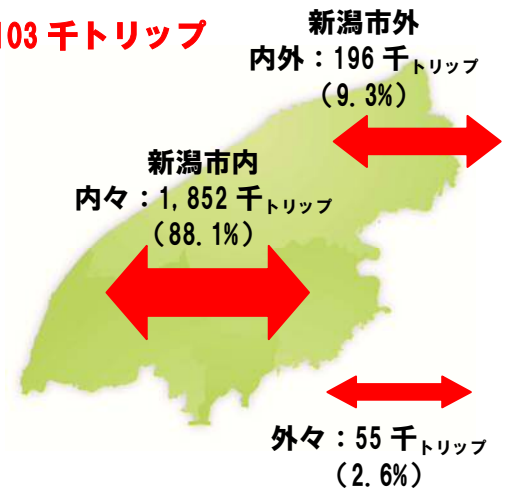 103 千トリップ
新潟市外
内外：196 千トリップ
（9.3%）
新潟市内
内々：1,852 千トリップ
（88.1%）
外々：55 千トリップ
（2.6%）